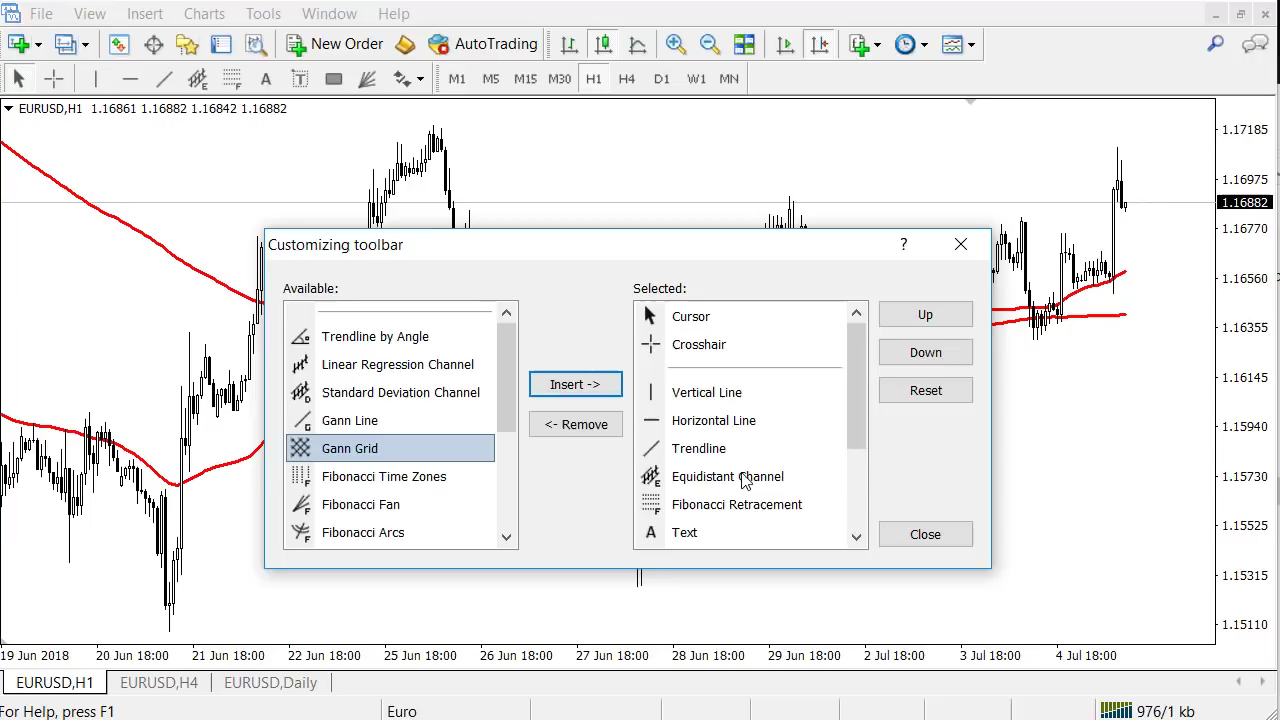 File View Insert Charts Tools Window Help
New Order AutoTrading
A T M1 M5 M15 M30 H1 H4 D1 W1 MN
EURUSD,H1 1.16861 1.16882 1.16842 1.16882
1.17185
1.16975
1.16882
1.16770
1.16560
1.16355
1.16145
1.15940
1.15730
1.15525
1.15315
1.15110
Customizing toolbar ?
Available:
Trendline by Angle
Linear Regression Channel
Standard Deviation Channel
Gann Line
Gann Grid
Fibonacci Time Zones
Fibonacci Fan
Fibonacci Arcs
Insert ->
<- Remove
Selected:
Cursor
Crosshair
Vertical Line
Horizontal Line
Trendline
Equidistant Channel
Fibonacci Retracement
A Text
Up
Down
Reset
Close
19 Jun 2018 20 Jun 18:00 21 Jun 18:00 22 Jun 18:00 25 Jun 18:00 26 Jun 18:00 27 Jun 18:00 28 Jun 18:00 29 Jun 18:00 2 Jul 18:00 3 Jul 18:00 4 Jul 18:00
EURUSD,H1 EURUSD,H4 EURUSD,Daily
For Help, press F1 Euro 976/1 kb